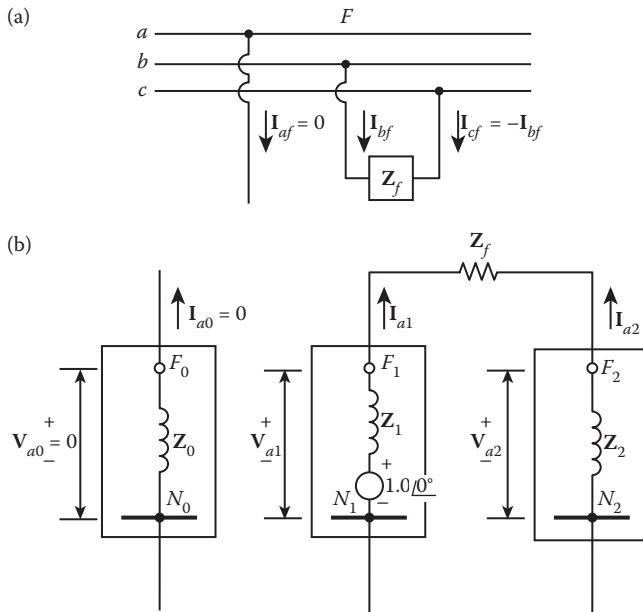 (a)
F
a
b
c
I_af = 0
I_bf
I_cf = −I_bf
Z_f
(b)
Z_f
I_a0 = 0
I_a1
I_a2
F_0
F_1
F_2
+
V_a0 = 0
−
Z_0
+
V_a1
−
Z_1
+
1.0/0°
−
+
V_a2
−
Z_2
N_0
N_1
N_2